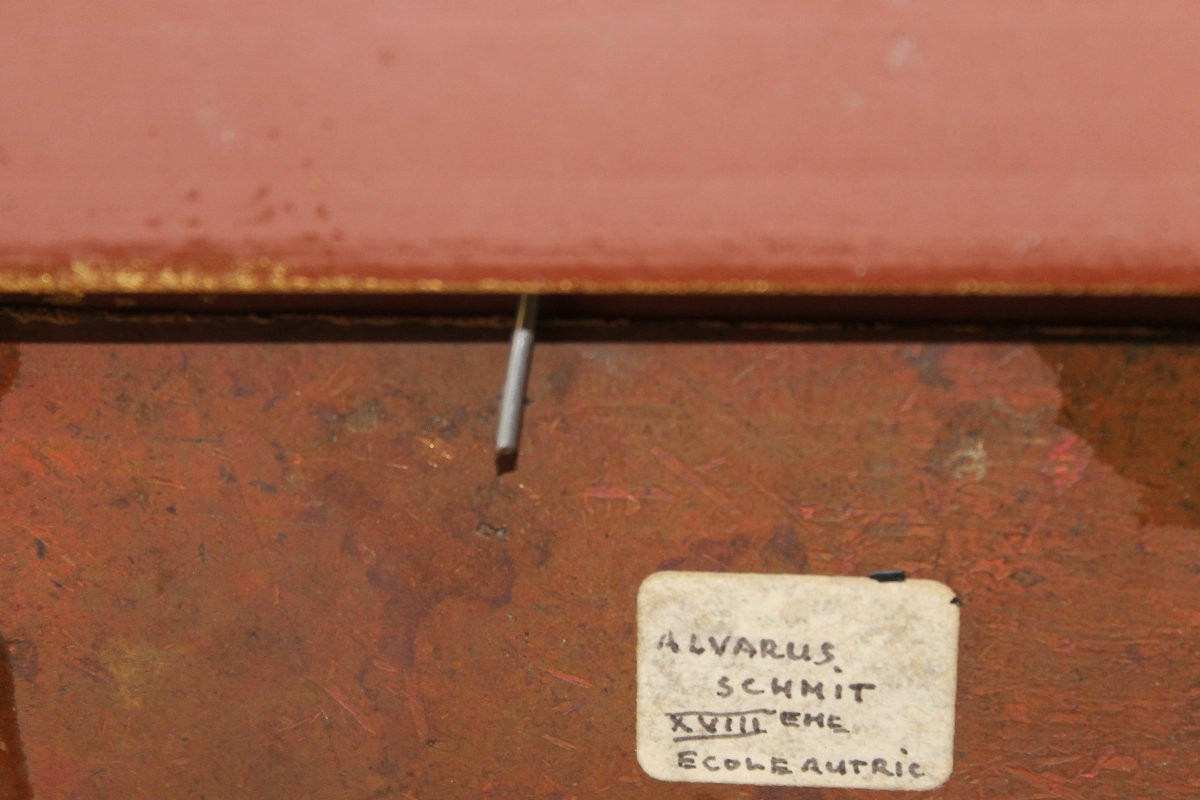 ALVARUS
SCHMIT
XVIII EME
ECOLE AUTRIC